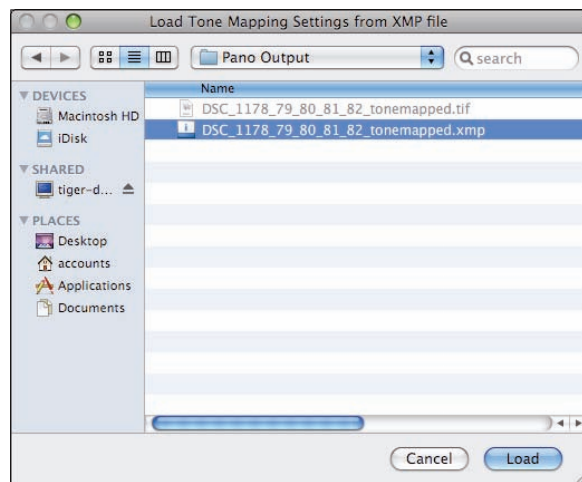 Load Tone Mapping Settings from XMP file
Pano Output
search
Name
DEVICES
Macintosh HD
iDisk
SHARED
tiger-d...
PLACES
Desktop
accounts
Applications
Documents
DSC_1178_79_80_81_82_tonemapped.tif
DSC_1178_79_80_81_82_tonemapped.xmp
Cancel
Load